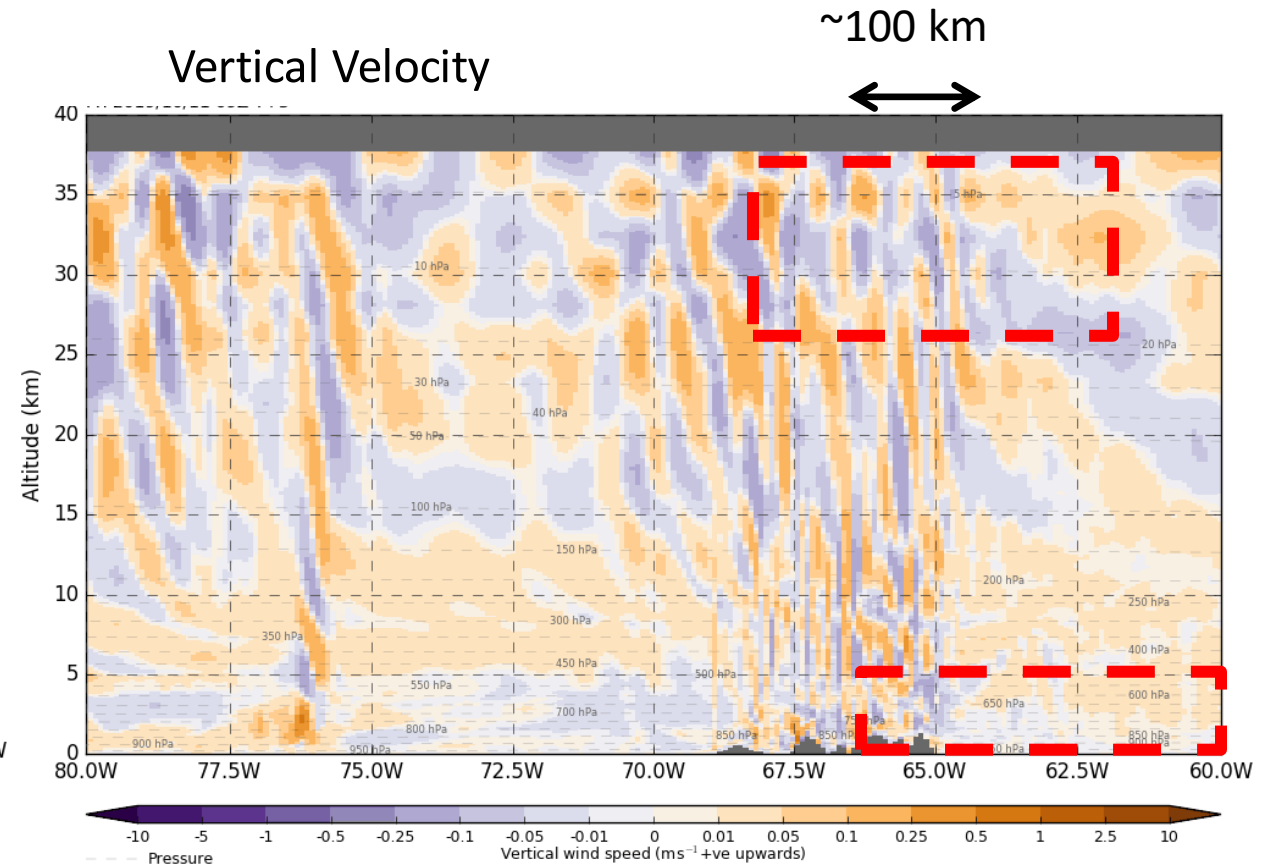 ~100 km
Vertical Velocity
40
35
5 hPa
10 hPa
30
20 hPa
25
30 hPa
40 hPa
50 hPa
20
Altitude (km)
15
100 hPa
150 hPa
200 hPa
10
250 hPa
300 hPa
350 hPa
400 hPa
450 hPa
5
500 hPa
550 hPa
600 hPa
650 hPa
700 hPa
800 hPa
850 hPa
850 hPa
900 hPa
950 hPa
0
80.0W 77.5W 75.0W 72.5W 70.0W 67.5W 65.0W 62.5W 60.0W
-10 -5 -1 -0.5 -0.25 -0.1 -0.05 -0.01 0 0.01 0.05 0.1 0.25 0.5 1 2.5 10
Pressure
Vertical wind speed (ms⁻¹ +ve upwards)